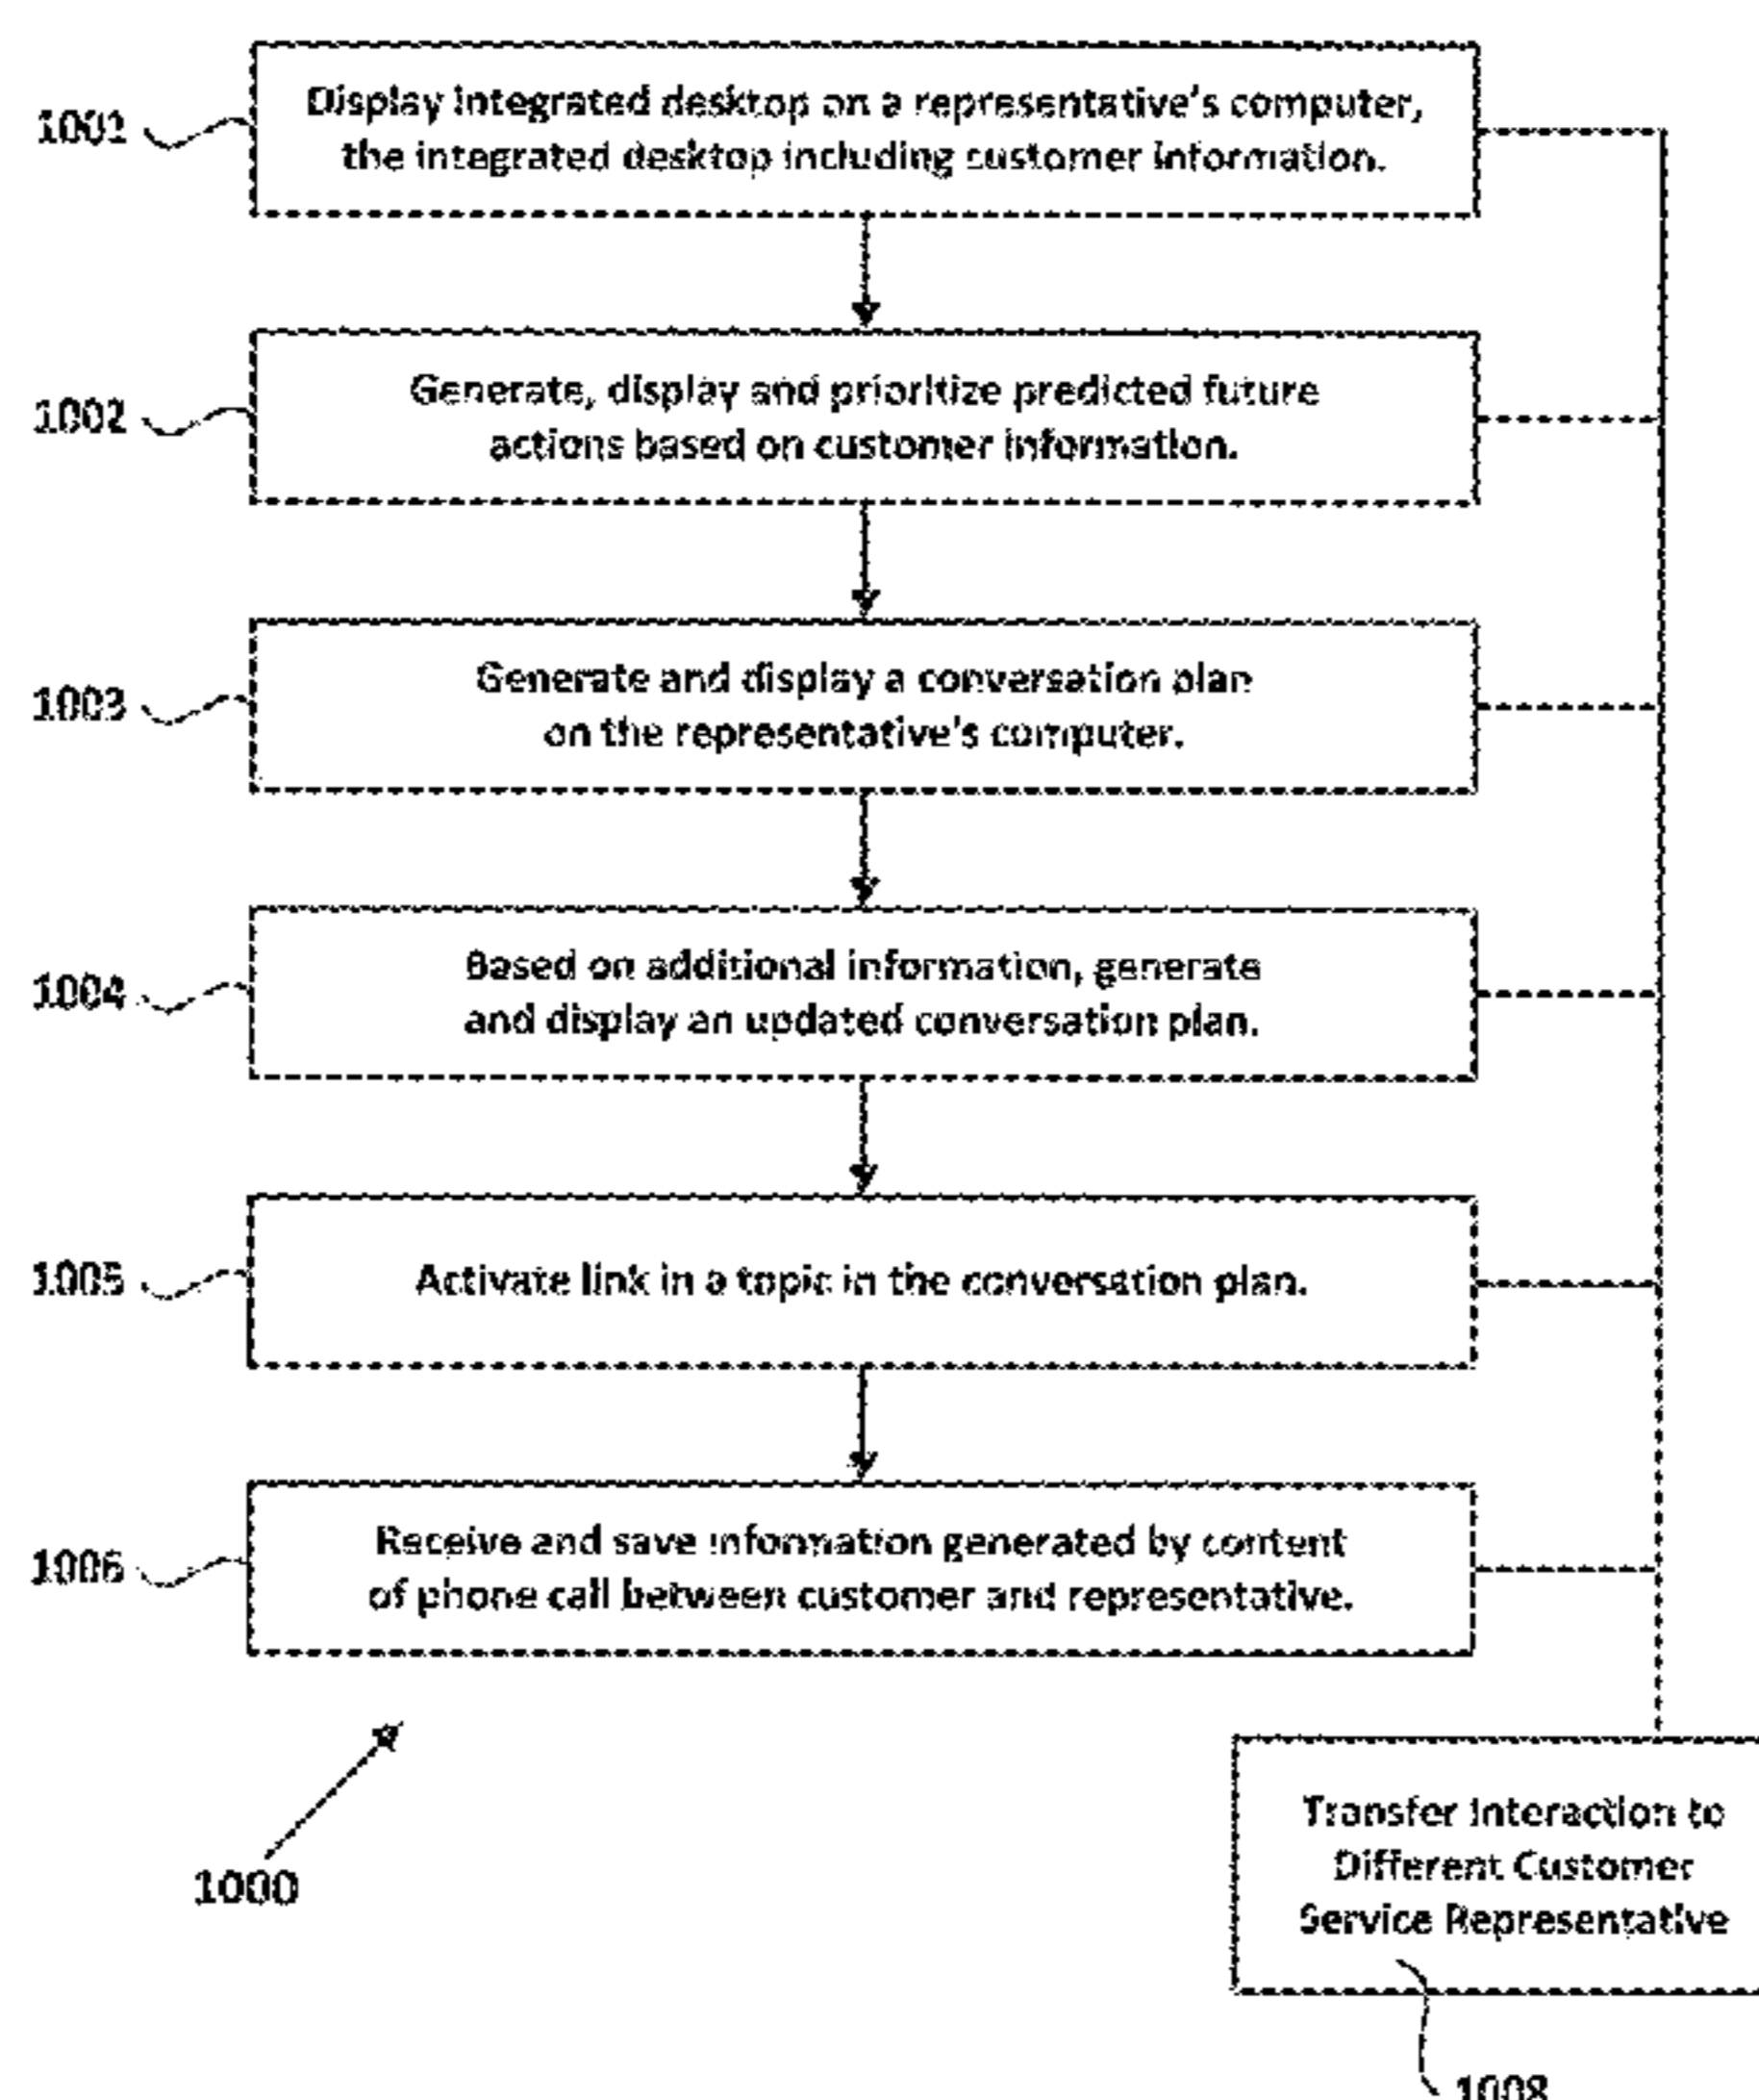 1001
Display integrated desktop on a representative's computer,
the integrated desktop including customer information.
1002
Generate, display and prioritize predicted future
actions based on customer information.
1003
Generate and display a conversation plan
on the representative's computer.
1004
Based on additional information, generate
and display an updated conversation plan.
1005
Activate link in a topic in the conversation plan.
1006
Receive and save information generated by content
of phone call between customer and representative.
1000
Transfer Interaction to
Different Customer
Service Representative
1008